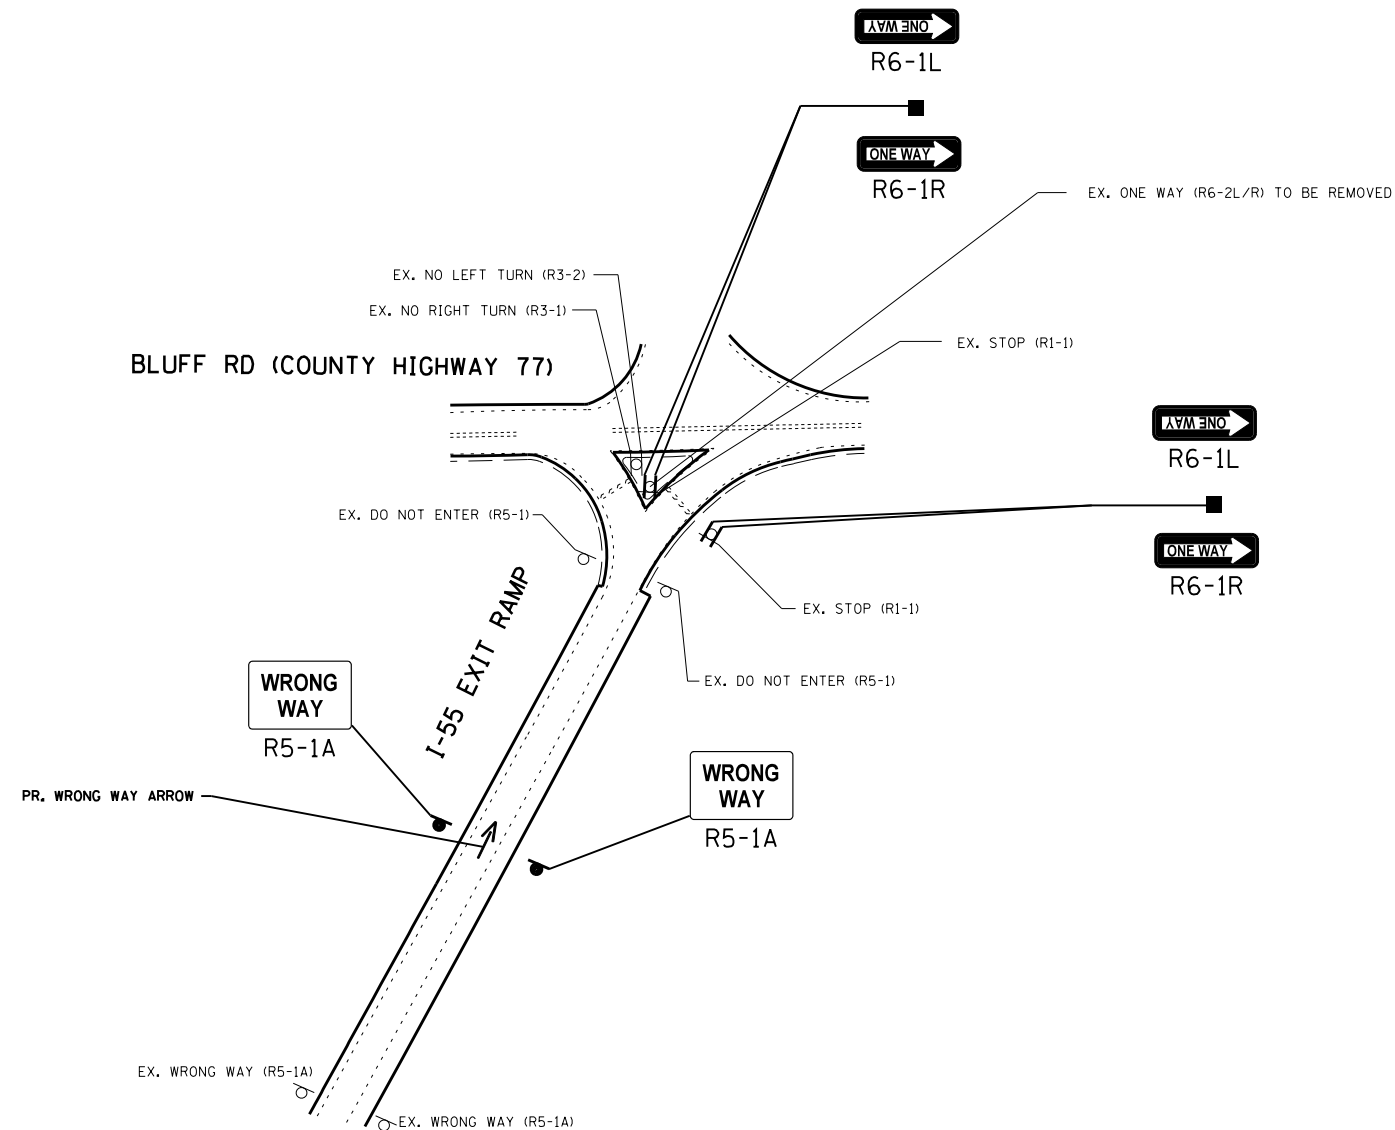 ONE WAY
R6-1L
ONE WAY
R6-1R
EX. ONE WAY (R6-2L/R) TO BE REMOVED
EX. NO LEFT TURN (R3-2)
EX. NO RIGHT TURN (R3-1)
EX. STOP (R1-1)
BLUFF RD (COUNTY HIGHWAY 77)
ONE WAY
R6-1L
EX. DO NOT ENTER (R5-1)
ONE WAY
R6-1R
EX. STOP (R1-1)
I-55 EXIT RAMP
EX. DO NOT ENTER (R5-1)
WRONG
WAY
R5-1A
PR. WRONG WAY ARROW
WRONG
WAY
R5-1A
EX. WRONG WAY (R5-1A)
EX. WRONG WAY (R5-1A)